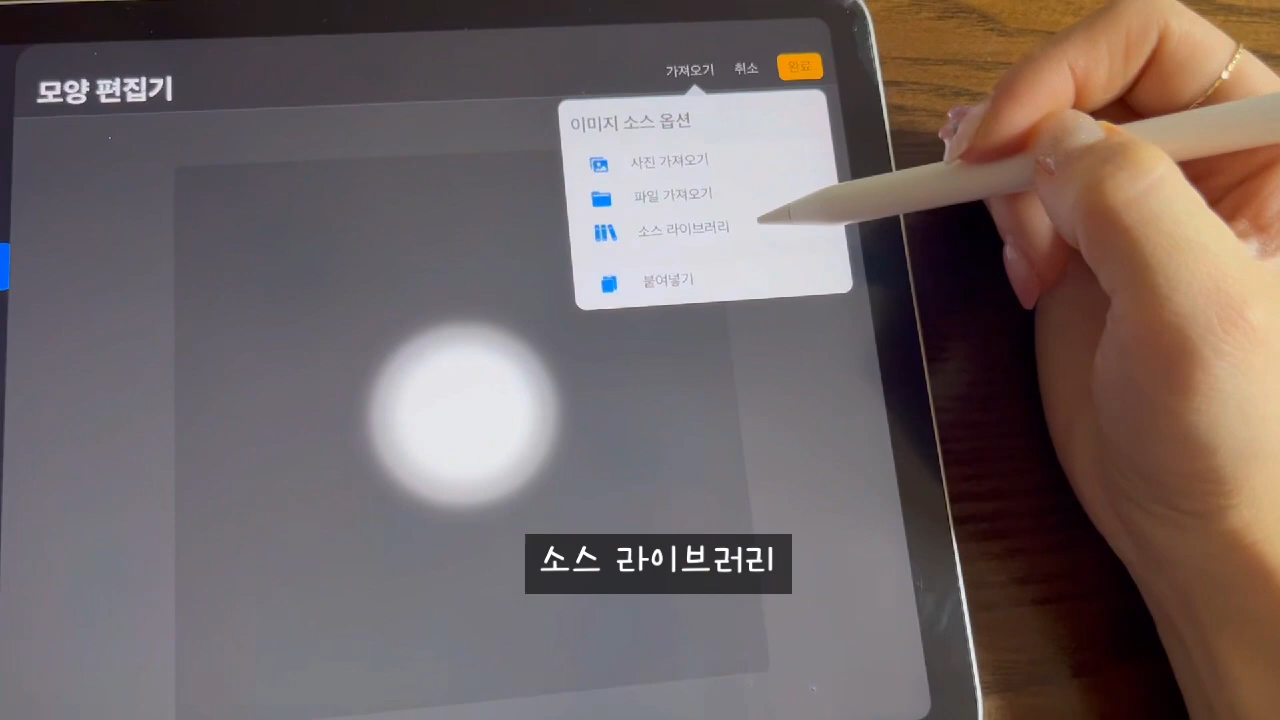 모양 편집기
가져오기 취소 완료
이미지 소스 옵션
사진 가져오기
파일 가져오기
소스 라이브러리
붙여넣기
소스 라이브러리